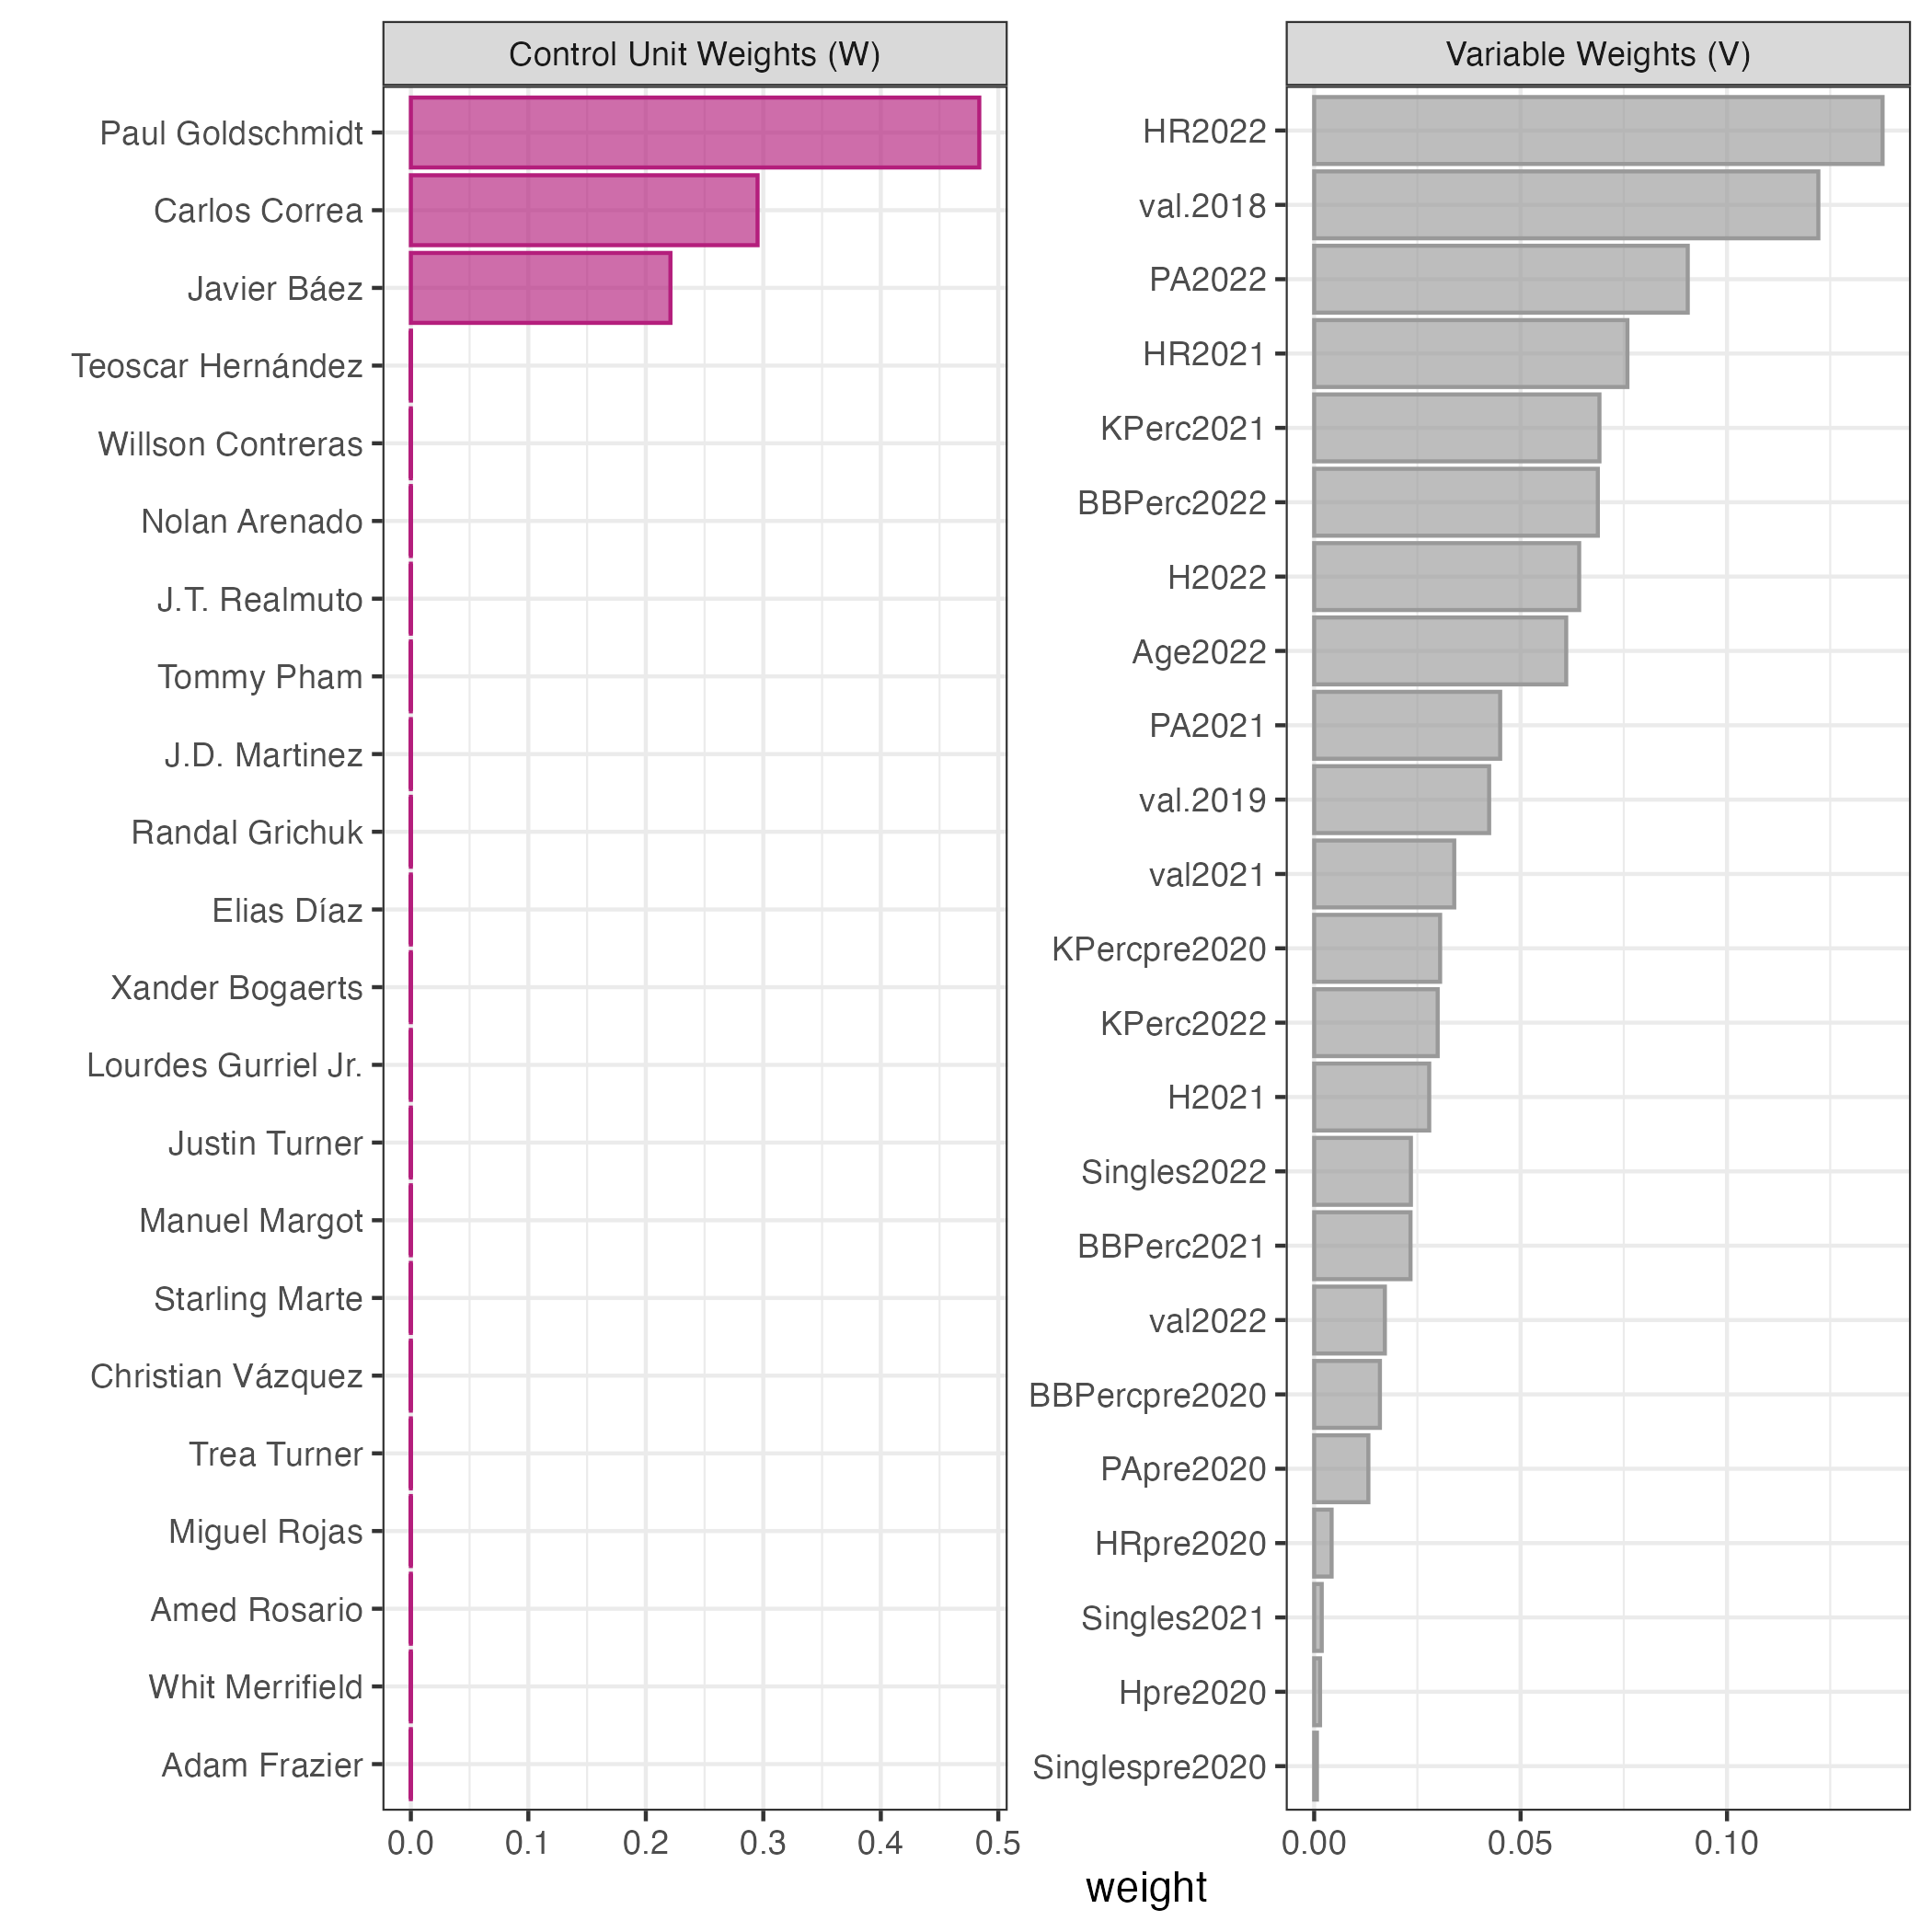 Control Unit Weights (W)
Paul Goldschmidt
Carlos Correa
Javier Báez
Teoscar Hernández
Willson Contreras
Nolan Arenado
J.T. Realmuto
Tommy Pham
J.D. Martinez
Randal Grichuk
Elias Díaz
Xander Bogaerts
Lourdes Gurriel Jr.
Justin Turner
Manuel Margot
Starling Marte
Christian Vázquez
Trea Turner
Miguel Rojas
Amed Rosario
Whit Merrifield
Adam Frazier
0.0 0.1 0.2 0.3 0.4 0.5
Variable Weights (V)
HR2022
val.2018
PA2022
HR2021
KPerc2021
BBPerc2022
H2022
Age2022
PA2021
val.2019
val2021
KPercpre2020
KPerc2022
H2021
Singles2022
BBPerc2021
val2022
BBPercpre2020
PApre2020
HRpre2020
Singles2021
Hpre2020
Singlespre2020
0.00 0.05 0.10
weight